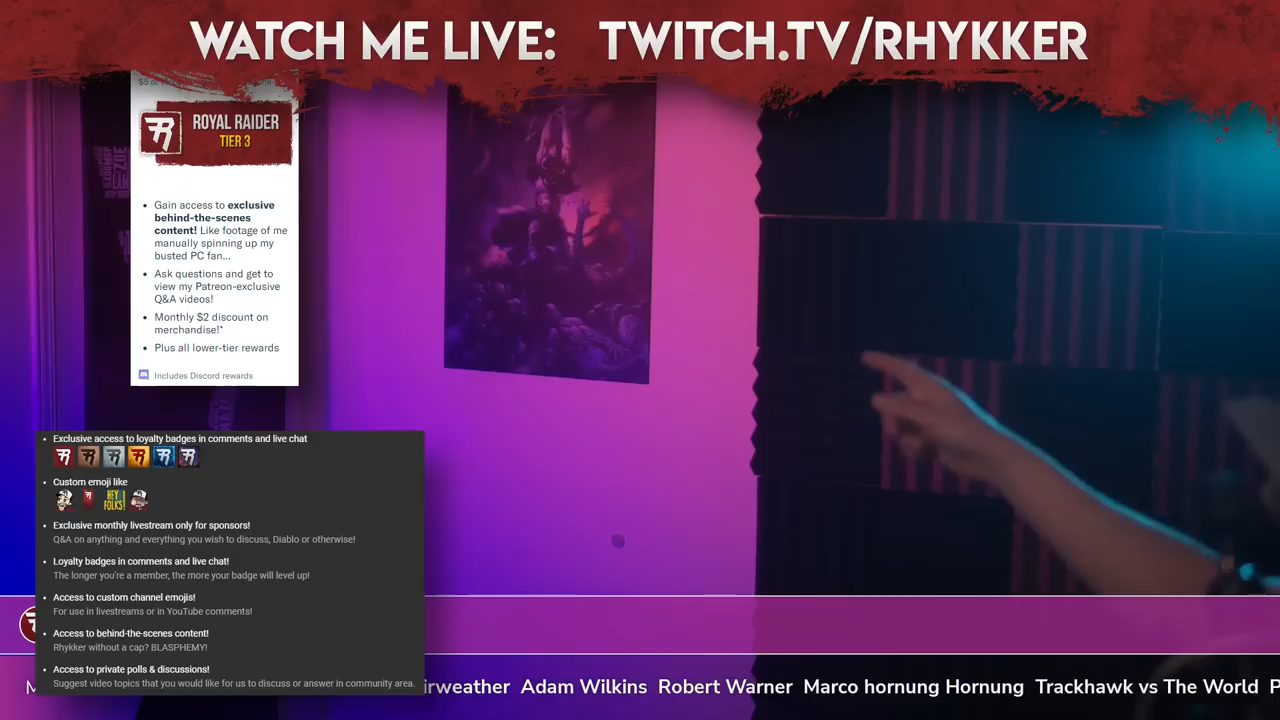 WATCH ME LIVE: TWITCH.TV/RHYKKER
ROYAL RAIDER
TIER 3
• Gain access to exclusive
behind-the-scenes
content! Like footage of me
manually spinning up my
busted PC fan...
• Ask questions and get to
view my Patreon-exclusive
Q&A videos!
• Monthly $2 discount on
merchandise!*
• Plus all lower-tier rewards
Includes Discord rewards
• Exclusive access to loyalty badges in comments and live chat
• Custom emoji like
HEY
FOLKS!
• Exclusive monthly livestream only for sponsors!
Q&A on anything and everything you wish to discuss, Diablo or otherwise!
• Loyalty badges in comments and live chat!
The longer you're a member, the more your badge will level up!
• Access to custom channel emojis!
For use in livestreams or in YouTube comments!
• Access to behind-the-scenes content!
Rhykker without a cap? BLASPHEMY!
• Access to private polls & discussions!
Suggest video topics that you would like for us to discuss or answer in community area.
irweather Adam Wilkins Robert Warner Marco hornung Hornung Trackhawk vs The World P